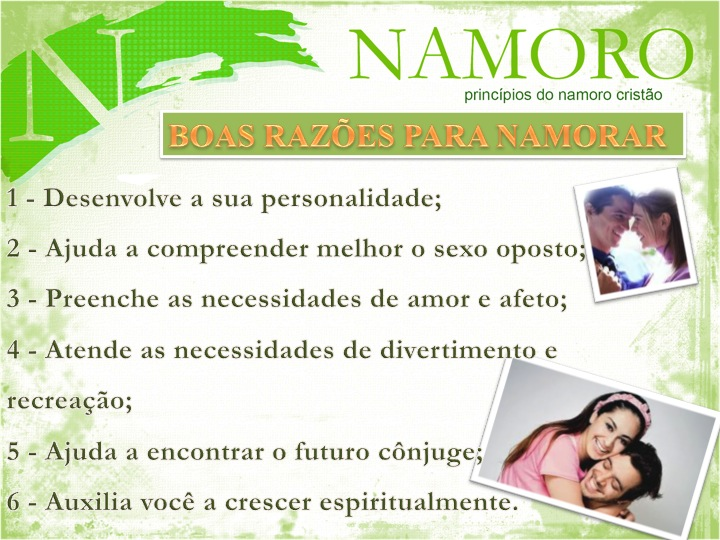 N
NAMORO
princípios do namoro cristão
BOAS RAZÕES PARA NAMORAR
1 - Desenvolve a sua personalidade;
2 - Ajuda a compreender melhor o sexo oposto;
3 - Preenche as necessidades de amor e afeto;
4 - Atende as necessidades de divertimento e
recreação;
5 - Ajuda a encontrar o futuro cônjuge;
6 - Auxilia você a crescer espiritualmente.